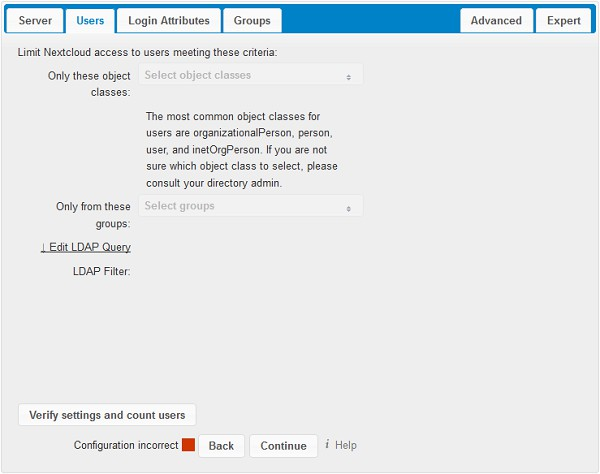 Server Users Login Attributes Groups Advanced Expert
Limit Nextcloud access to users meeting these criteria:
Only these object
classes:
Select object classes
The most common object classes for
users are organizationalPerson, person,
user, and inetOrgPerson. If you are not
sure which object class to select, please
consult your directory admin.
Only from these
groups:
Select groups
↓ Edit LDAP Query
LDAP Filter:
Verify settings and count users
Configuration incorrect Back Continue i Help